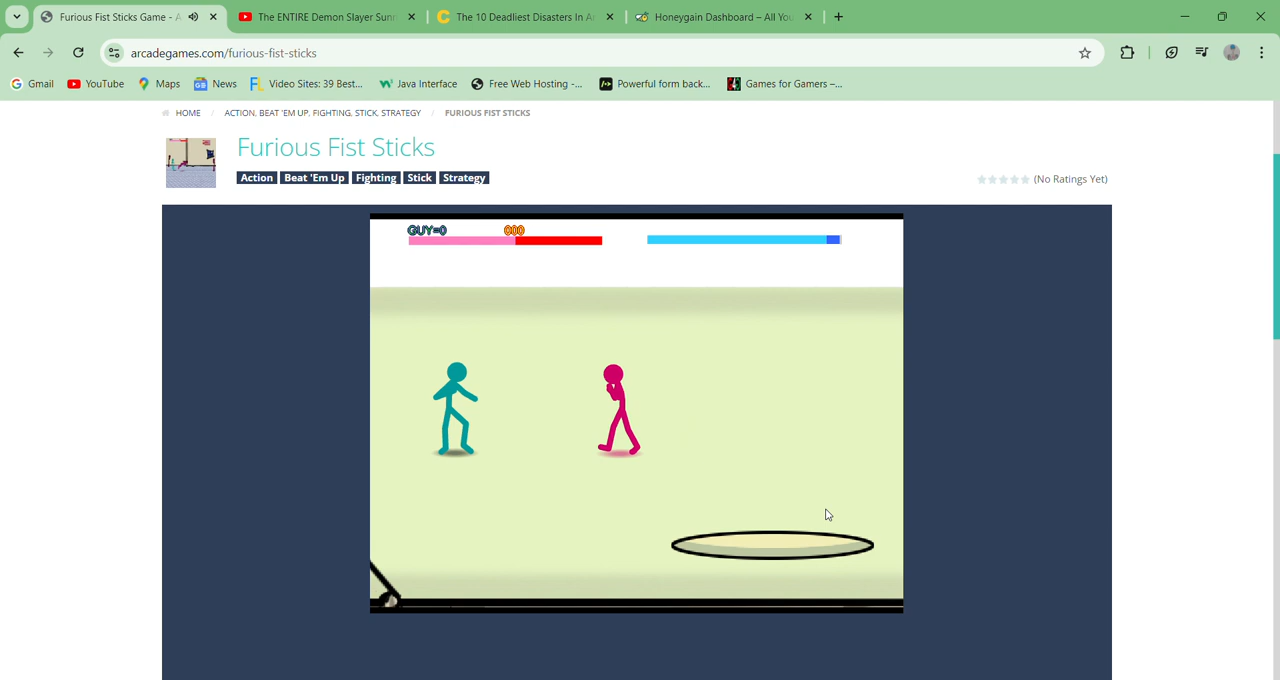 Furious Fist Sticks Game - A
The ENTIRE Demon Slayer Sun
The 10 Deadliest Disasters In A
Honeygain Dashboard – All You
arcadegames.com/furious-fist-sticks
Gmail
YouTube
Maps
News
Video Sites: 39 Best...
Java Interface
Free Web Hosting -...
Powerful form back...
Games for Gamers –...
HOME / ACTION, BEAT 'EM UP, FIGHTING, STICK, STRATEGY / FURIOUS FIST STICKS
Furious Fist Sticks
Action Beat 'Em Up Fighting Stick Strategy
(No Ratings Yet)
GUY=0 000